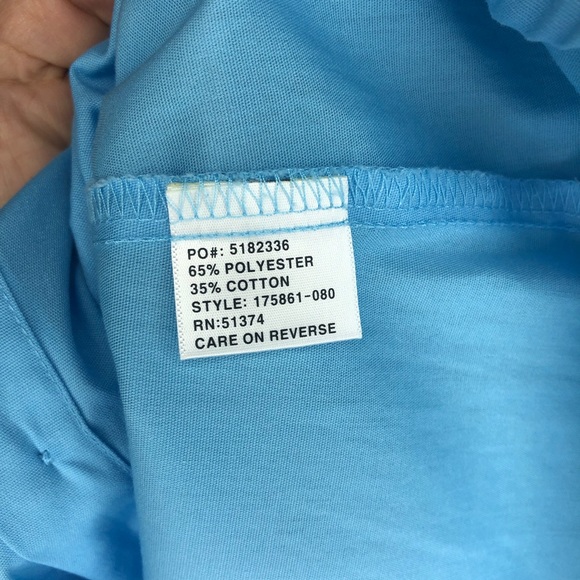 PO#: 5182336
65% POLYESTER
35% COTTON
STYLE: 175861-080
RN:51374
CARE ON REVERSE